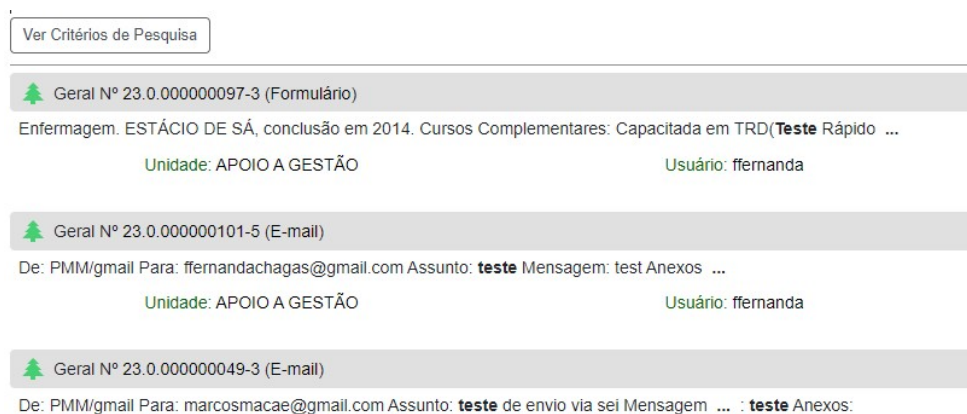 Ver Critérios de Pesquisa
Geral Nº 23.0.000000097-3 (Formulário)
Enfermagem. ESTÁCIO DE SÁ, conclusão em 2014. Cursos Complementares: Capacitada em TRD(Teste Rápido ...
Unidade: APOIO A GESTÃO Usuário: ffernanda
Geral Nº 23.0.000000101-5 (E-mail)
De: PMM/gmail Para: ffernandachagas@gmail.com Assunto: teste Mensagem: test Anexos ...
Unidade: APOIO A GESTÃO Usuário: ffernanda
Geral Nº 23.0.000000049-3 (E-mail)
De: PMM/gmail Para: marcosmacae@gmail.com Assunto: teste de envio via sei Mensagem ... : teste Anexos: